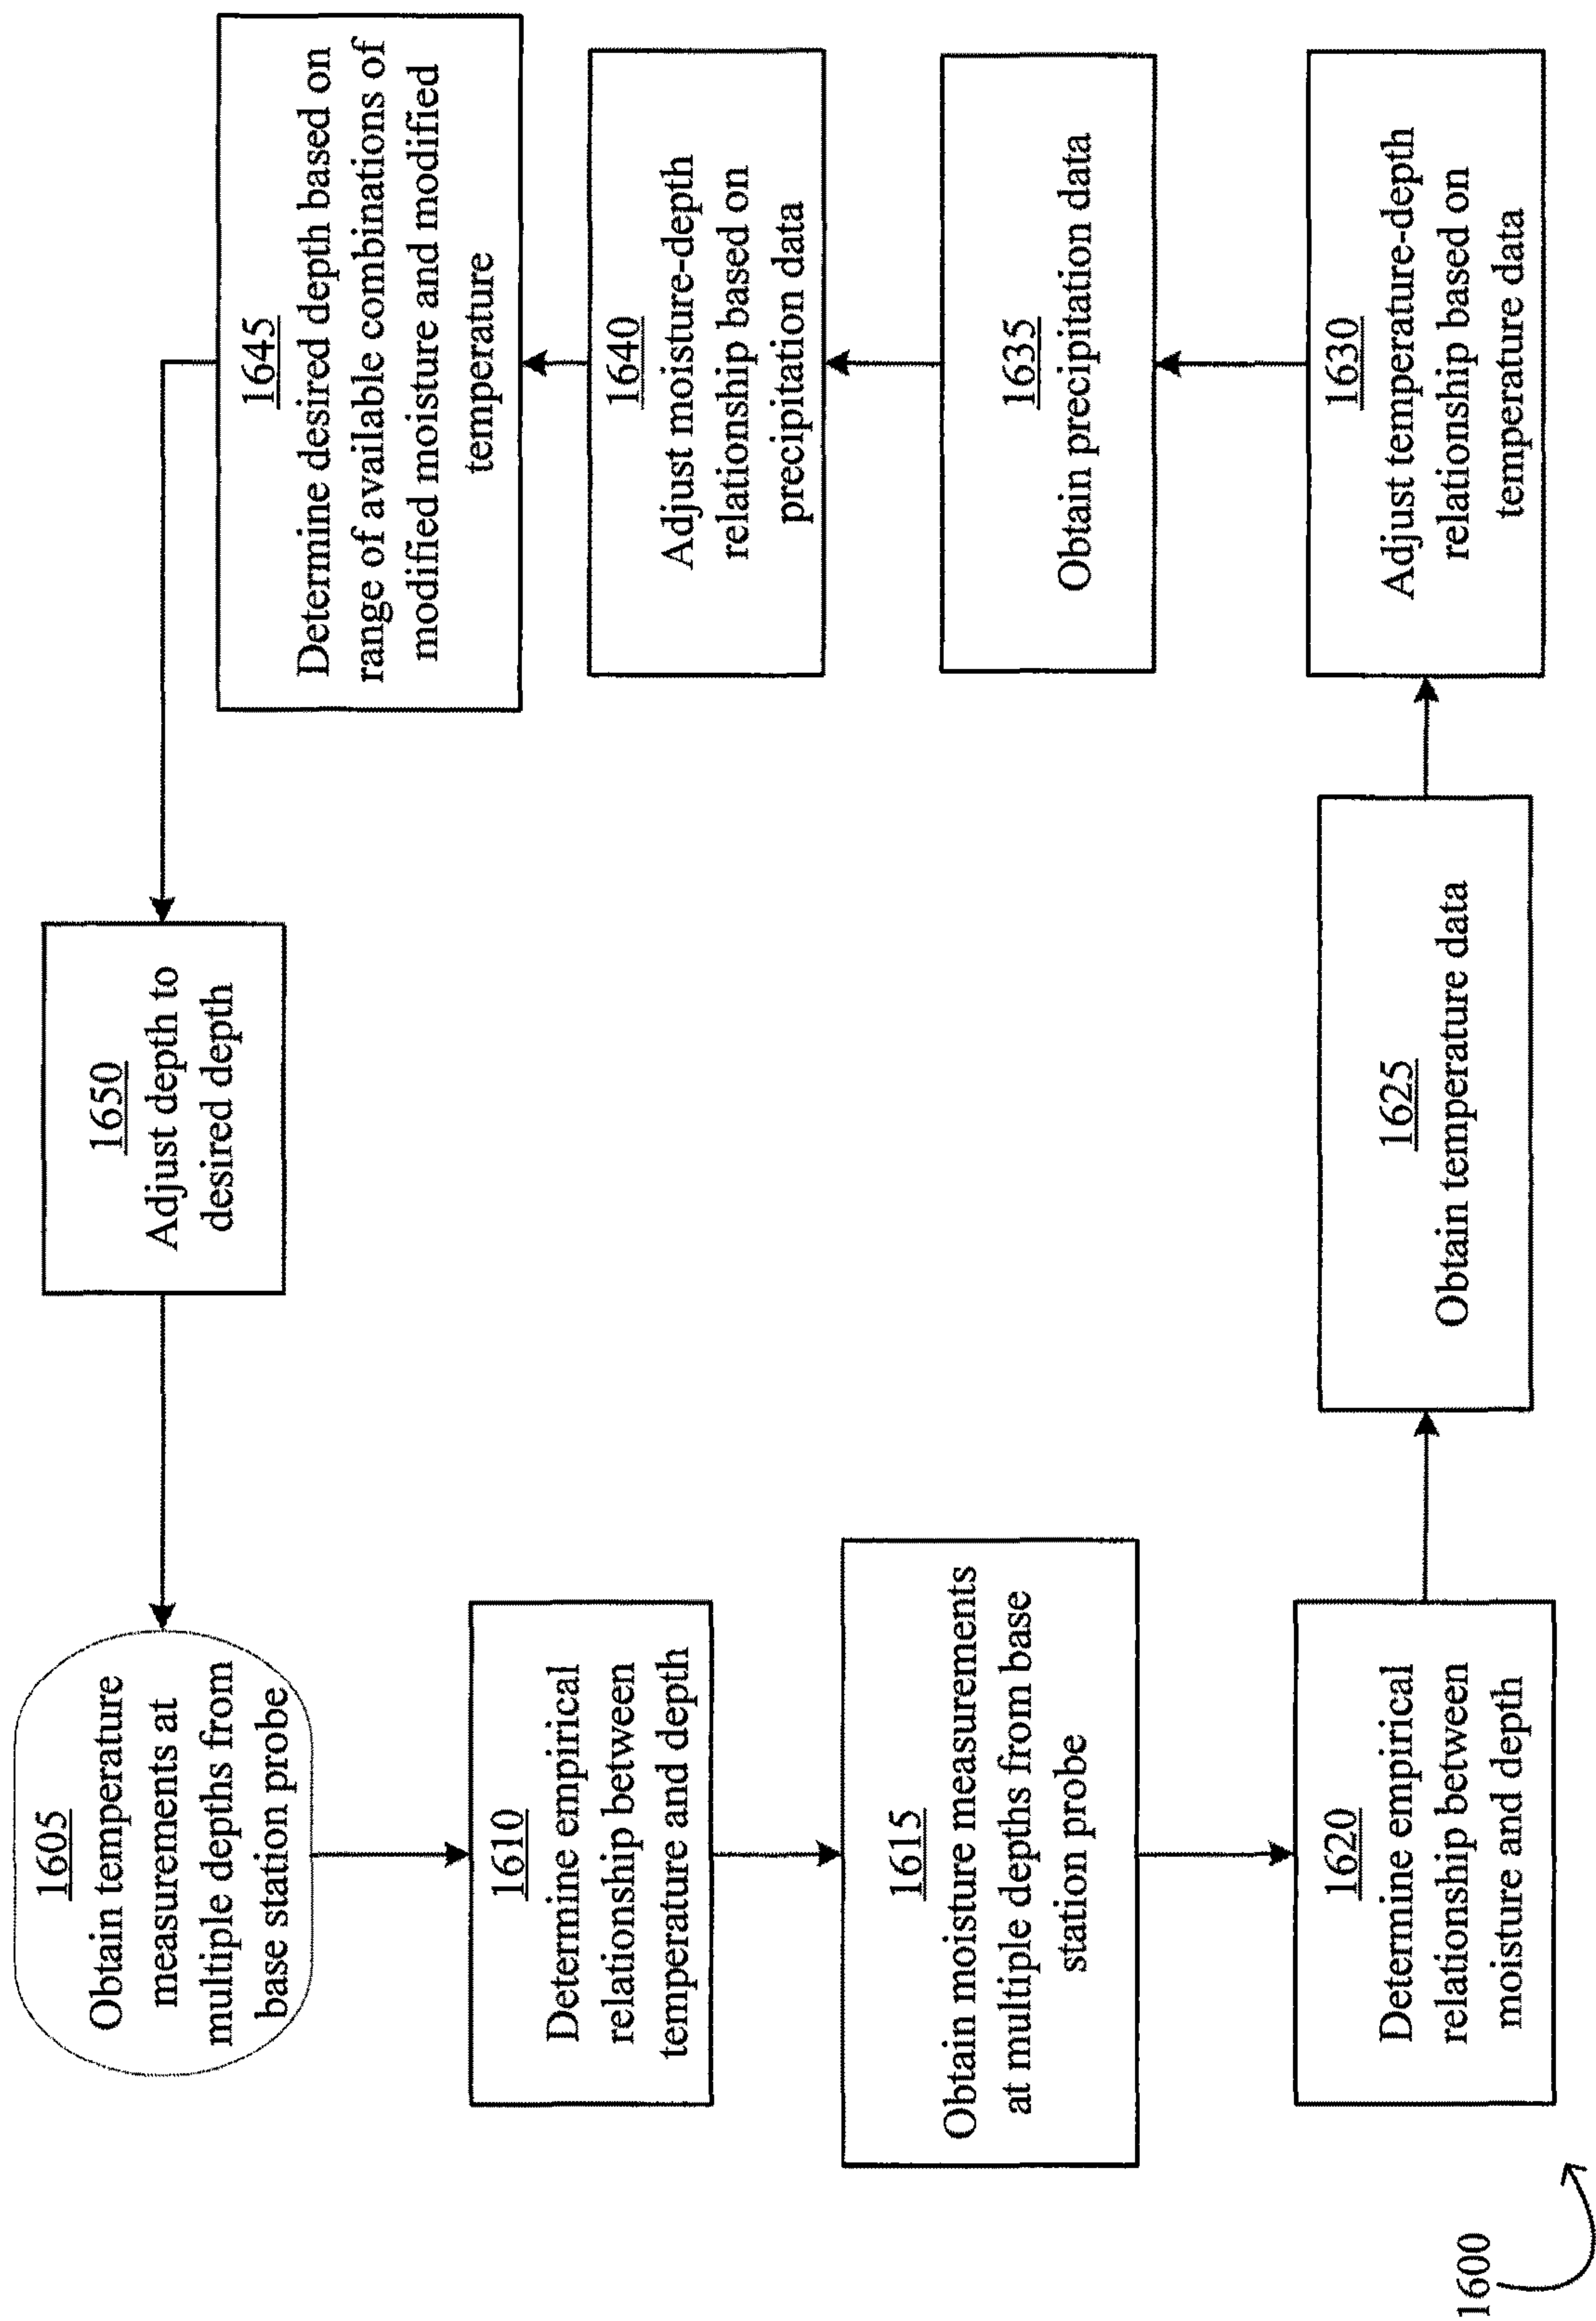 1605
Obtain temperature
measurements at
multiple depths from
base station probe
1610
Determine empirical
relationship between
temperature and depth
1615
Obtain moisture measurements
at multiple depths from base
station probe
1620
Determine empirical
relationship between
moisture and depth
1625
Obtain temperature data
1630
Adjust temperature-depth
relationship based on
temperature data
1635
Obtain precipitation data
1640
Adjust moisture-depth
relationship based on
precipitation data
1645
Determine desired depth based on
range of available combinations of
modified moisture and modified
temperature
1650
Adjust depth to
desired depth
1600